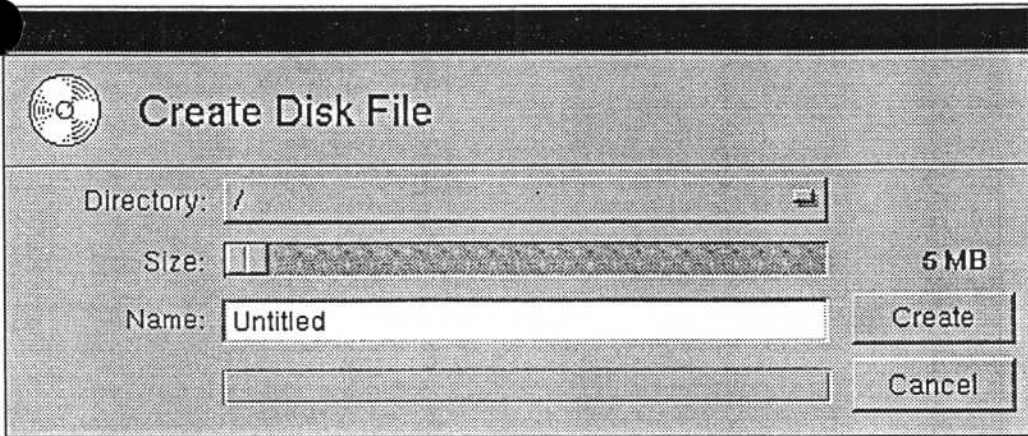 Create Disk File
Directory: /
Size: 5 MB
Name: Untitled
Create
Cancel